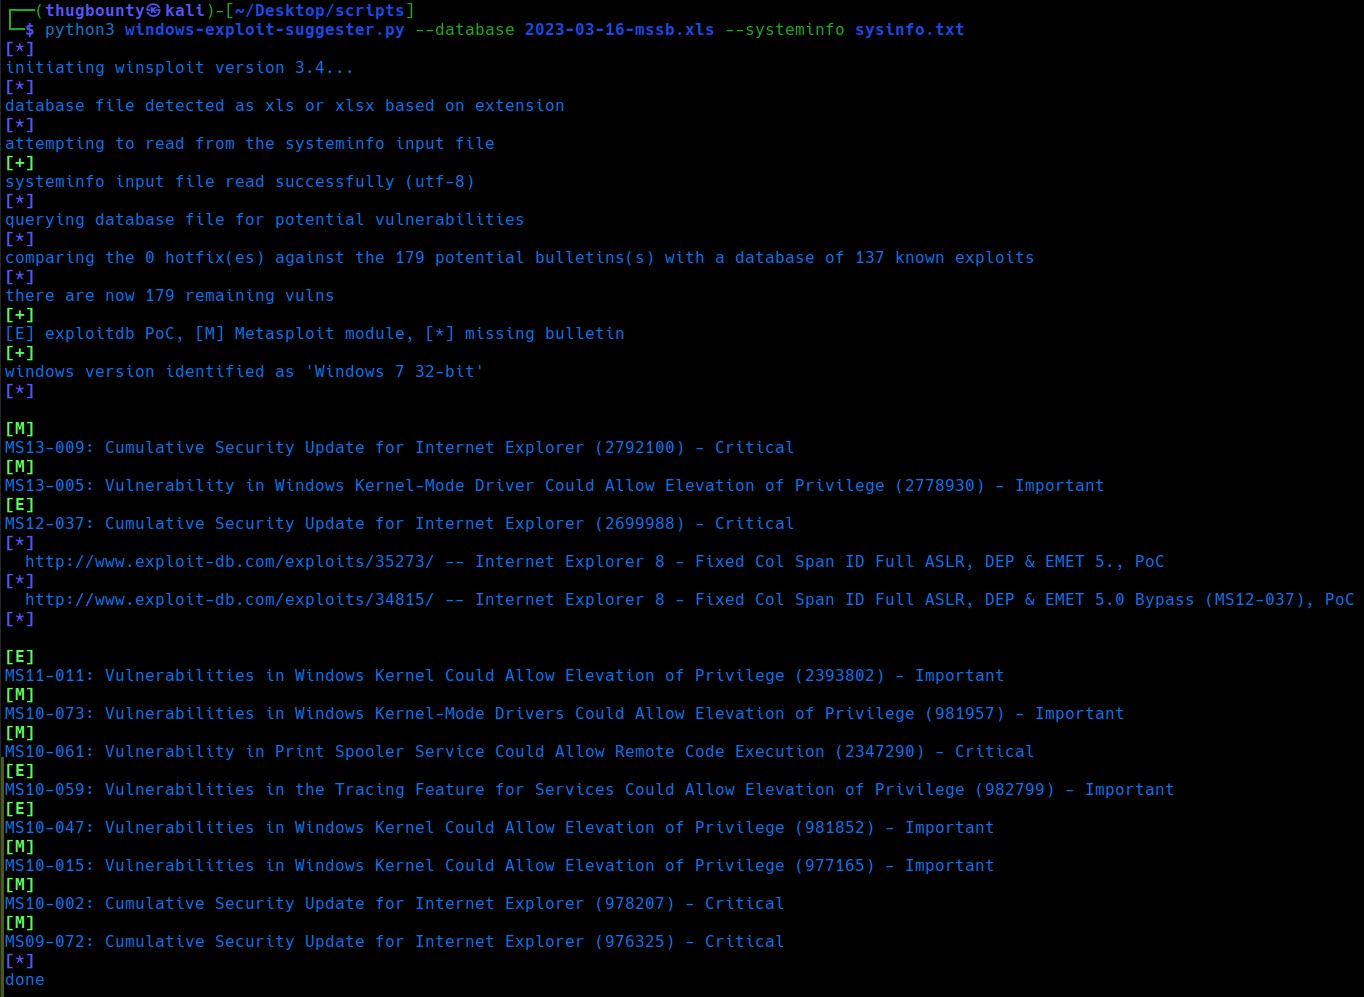 ┌──(thugbounty㉿kali)-[~/Desktop/scripts]
└─$ python3 windows-exploit-suggester.py --database 2023-03-16-mssb.xls --systeminfo sysinfo.txt
[*]
initiating winsploit version 3.4...
[*]
database file detected as xls or xlsx based on extension
[*]
attempting to read from the systeminfo input file
[+]
systeminfo input file read successfully (utf-8)
[*]
querying database file for potential vulnerabilities
[*]
comparing the 0 hotfix(es) against the 179 potential bulletins(s) with a database of 137 known exploits
[*]
there are now 179 remaining vulns
[+]
[E] exploitdb PoC, [M] Metasploit module, [*] missing bulletin
[+]
windows version identified as 'Windows 7 32-bit'
[*]
[M]
MS13-009: Cumulative Security Update for Internet Explorer (2792100) - Critical
[M]
MS13-005: Vulnerability in Windows Kernel-Mode Driver Could Allow Elevation of Privilege (2778930) - Important
[E]
MS12-037: Cumulative Security Update for Internet Explorer (2699988) - Critical
[*]
http://www.exploit-db.com/exploits/35273/ -- Internet Explorer 8 - Fixed Col Span ID Full ASLR, DEP & EMET 5., PoC
[*]
http://www.exploit-db.com/exploits/34815/ -- Internet Explorer 8 - Fixed Col Span ID Full ASLR, DEP & EMET 5.0 Bypass (MS12-037), PoC
[*]
[E]
MS11-011: Vulnerabilities in Windows Kernel Could Allow Elevation of Privilege (2393802) - Important
[M]
MS10-073: Vulnerabilities in Windows Kernel-Mode Drivers Could Allow Elevation of Privilege (981957) - Important
[M]
MS10-061: Vulnerability in Print Spooler Service Could Allow Remote Code Execution (2347290) - Critical
[E]
MS10-059: Vulnerabilities in the Tracing Feature for Services Could Allow Elevation of Privilege (982799) - Important
[E]
MS10-047: Vulnerabilities in Windows Kernel Could Allow Elevation of Privilege (981852) - Important
[M]
MS10-015: Vulnerabilities in Windows Kernel Could Allow Elevation of Privilege (977165) - Important
[M]
MS10-002: Cumulative Security Update for Internet Explorer (978207) - Critical
[M]
MS09-072: Cumulative Security Update for Internet Explorer (976325) - Critical
[*]
done